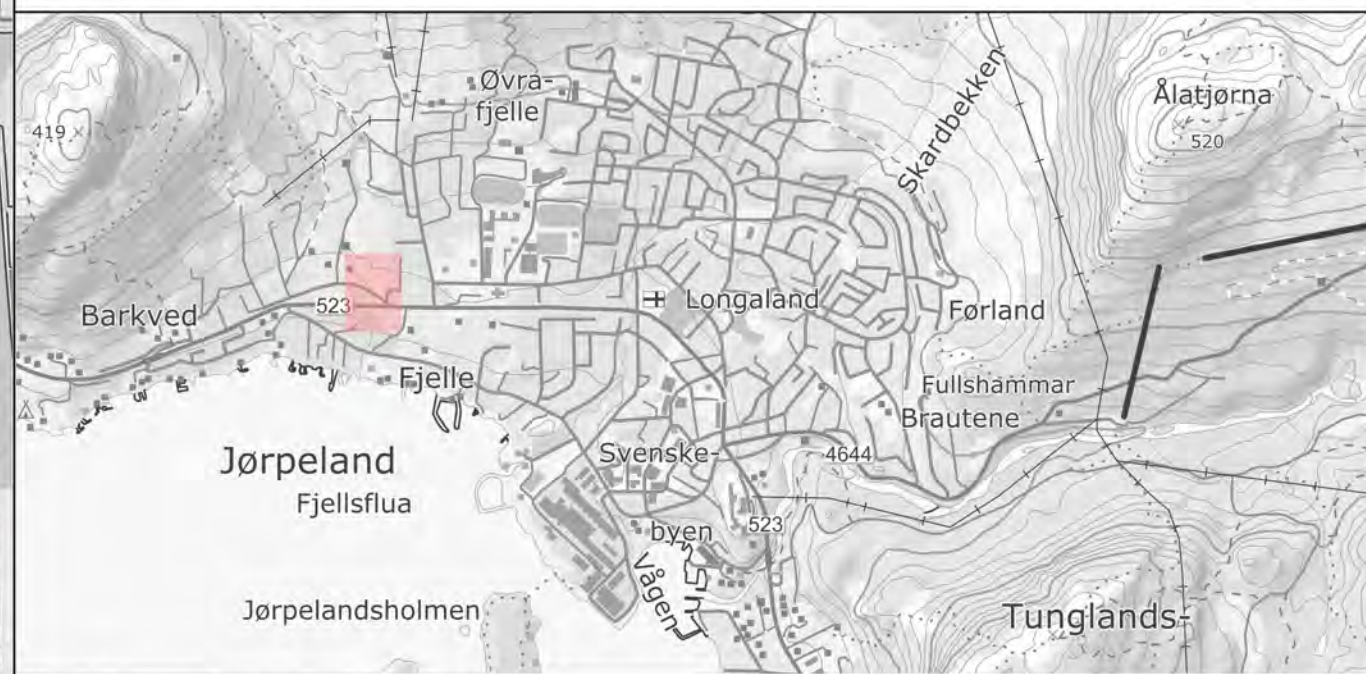 Øvra-
fjelle
Skardbekken
Ålatjørna
520
419
523
Barkved
Longaland
Førland
Fjelle
Fullshammar
Brautene
Jørpeland
Svenske-
4644
Fjellsflua
byen
523
Vågen
Jørpelandsholmen
Tunglands-